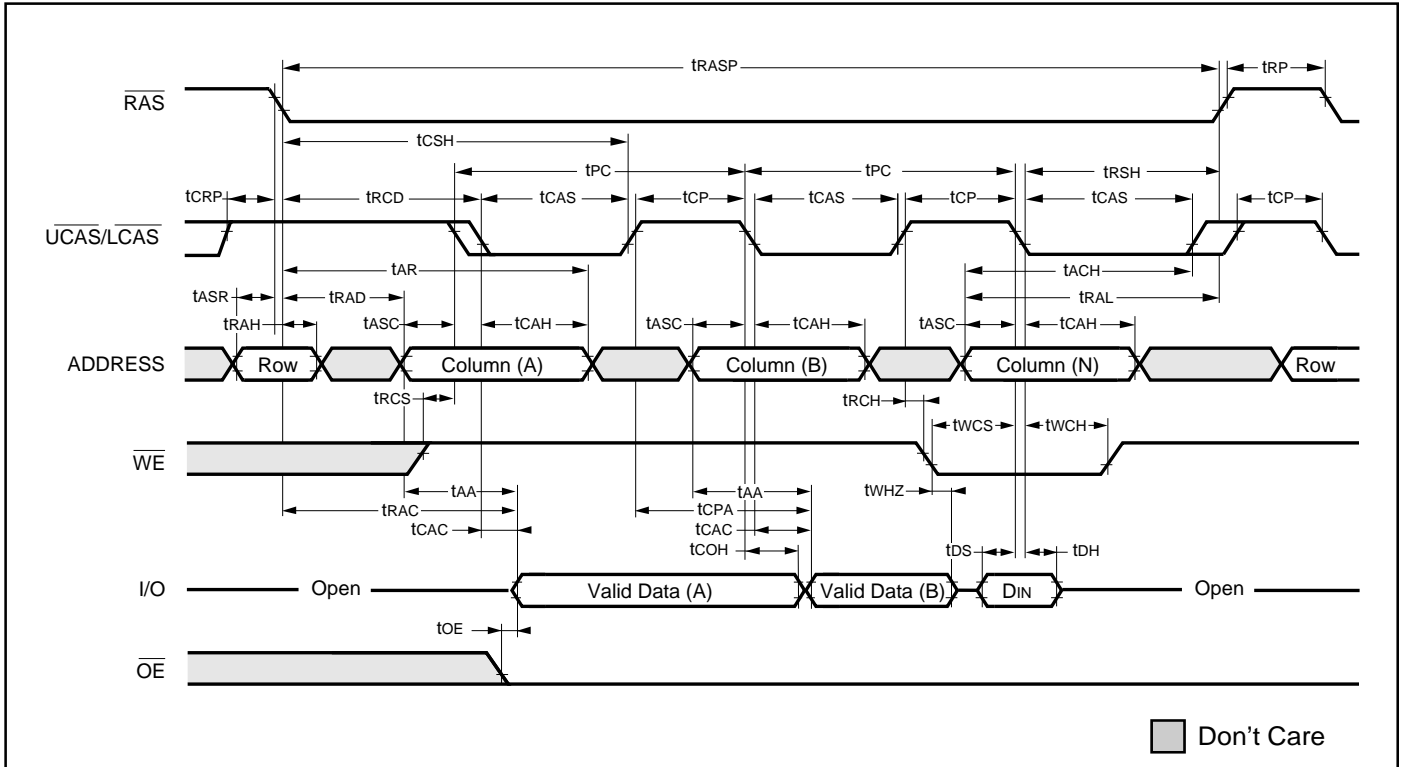 tRASP tRP
RAS
tCSH
tPC tPC tRSH
tCRP tRCD tCAS tCP tCAS tCP tCAS tCP
UCAS/LCAS
tAR tACH
tASR tRAD tRAL
tRAH tASC tCAH tASC tCAH tASC tCAH
ADDRESS Row Column (A) Column (B) Column (N) Row
tRCS tRCH
tWCS tWCH
WE
tAA tAA tWHZ
tRAC tCPA
tCAC tCAC
tCOH tDS tDH
I/O Open Valid Data (A) Valid Data (B) DIN Open
tOE
OE
Don't Care